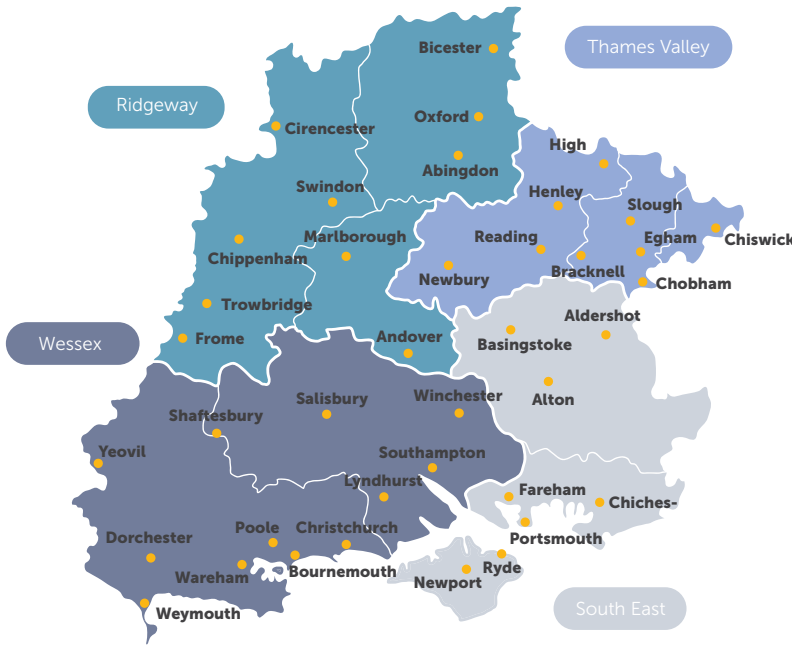 Bicester
Thames Valley
Ridgeway
Oxford
Cirencester
High
Abingdon
Swindon
Henley
Slough
Marlborough
Reading
Egham
Chiswick
Chippenham
Newbury
Bracknell
Chobham
Trowbridge
Aldershot
Wessex
Frome
Andover
Basingstoke
Salisbury
Winchester
Alton
Shaftesbury
Yeovil
Southampton
Lyndhurst
Fareham
Chiches-
Poole
Christchurch
Dorchester
Portsmouth
Wareham
Bournemouth
Newport
Ryde
Weymouth
South East